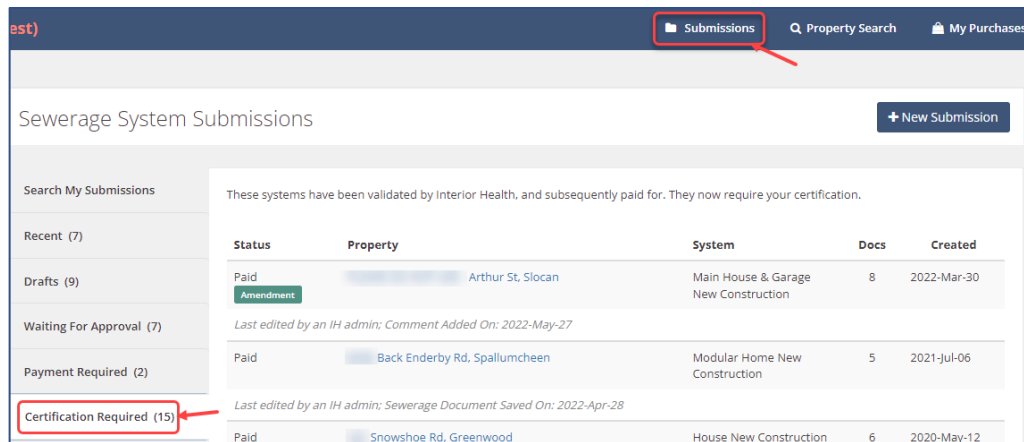 est)
Submissions
Property Search
My Purchases
Sewerage System Submissions
New Submission
Search My Submissions
Recent (7)
Drafts (9)
Waiting For Approval (7)
Payment Required (2)
Certification Required (15)
These systems have been validated by Interior Health, and subsequently paid for. They now require your certification.
Status Property System Docs Created
Paid Arthur St, Slocan Main House & Garage 8 2022-Mar-30
Amendment New Construction
Last edited by an IH admin; Comment Added On: 2022-May-27
Paid Back Enderby Rd, Spallumcheen Modular Home New 5 2021-Jul-06
Construction
Last edited by an IH admin; Sewerage Document Saved On: 2022-Apr-28
Paid Snowshoe Rd, Greenwood House New Construction 6 2020-May-12